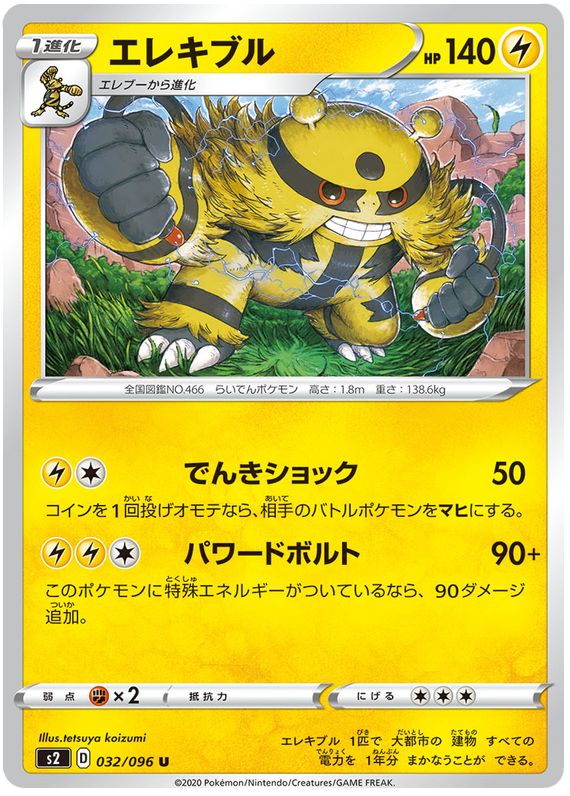 1進化
エレキブル
HP140
エレブーから進化
全国図鑑NO.466 らいでんポケモン 高さ:1.8m 重さ:138.6kg
でんきショック 50
コインを1回投げオモテなら、相手のバトルポケモンをマヒにする。
パワードボルト 90+
このポケモンに特殊エネルギーがついているなら、90ダメージ
追加。
弱点 ×2 抵抗力 にげる
Illus.tetsuya koizumi
s2 D 032/096 U
エレキブル 1匹で 大都市の 建物 すべての
電力を 1年分 まかなうことが できる。
©2020 Pokémon/Nintendo/Creatures/GAME FREAK.